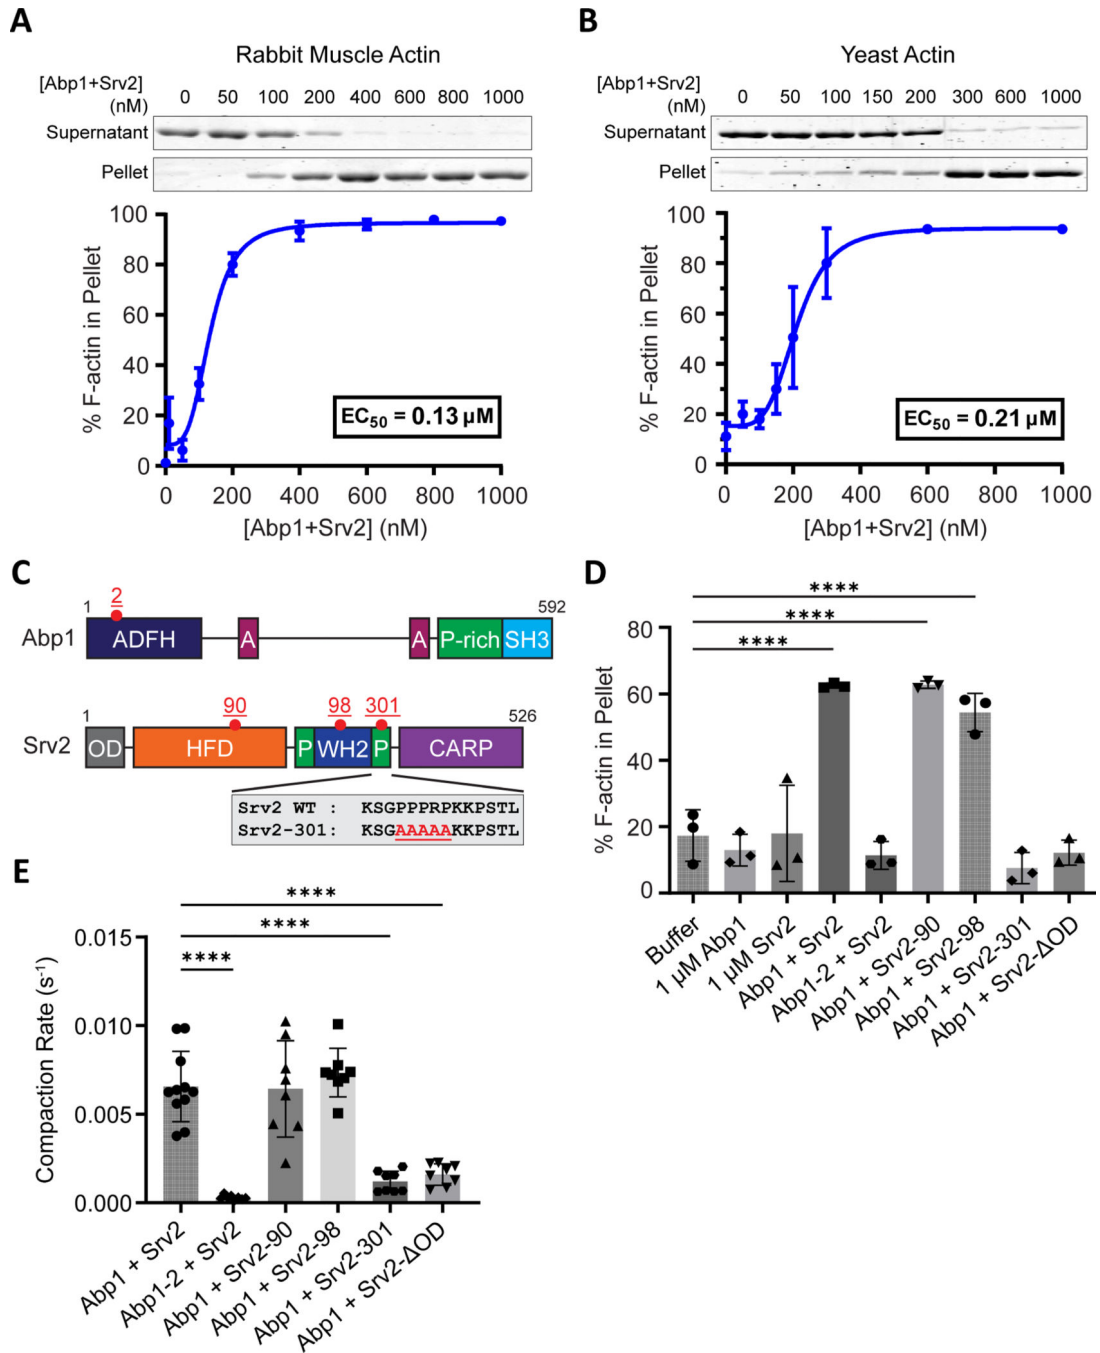 A
Rabbit Muscle Actin
[Abp1+Srv2]
(nM)
0 50 100 200 400 600 800 1000
Supernatant
Pellet
% F-actin in Pellet
100
80
60
40
20
0
EC50 = 0.13 µM
0 200 400 600 800 1000
[Abp1+Srv2] (nM)
B
Yeast Actin
[Abp1+Srv2]
(nM)
0 50 100 150 200 300 600 1000
Supernatant
Pellet
% F-actin in Pellet
100
80
60
40
20
0
EC50 = 0.21 µM
0 200 400 600 800 1000
[Abp1+Srv2] (nM)
C
1 2 592
Abp1 ADFH A A P-rich SH3
1 90 98 301 526
Srv2 OD HFD P WH2 P CARP
Srv2 WT : KSGPPPRPKKPSTL
Srv2-301: KSGAAAAAKKPSTL
D
****
****
****
% F-actin in Pellet
80
60
40
20
0
Buffer
1 µM Abp1
1 µM Srv2
Abp1 + Srv2
Abp1-2 + Srv2
Abp1 + Srv2-90
Abp1 + Srv2-98
Abp1 + Srv2-301
Abp1 + Srv2-ΔOD
E
****
****
****
Compaction Rate (s-1)
0.015
0.010
0.005
0.000
Abp1 + Srv2
Abp1-2 + Srv2
Abp1 + Srv2-90
Abp1 + Srv2-98
Abp1 + Srv2-301
Abp1 + Srv2-ΔOD